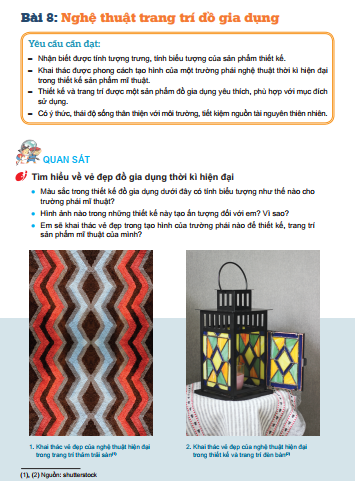 Bài 8: Nghệ thuật trang trí đồ gia dụng
Yêu cầu cần đạt:
– Nhận biết được tính tượng trưng, tính biểu tượng của sản phẩm thiết kế.
– Khai thác được phong cách tạo hình của một trường phái nghệ thuật thời kì hiện đại
trong thiết kế sản phẩm mĩ thuật.
– Thiết kế và trang trí được một sản phẩm đồ gia dụng yêu thích, phù hợp với mục đích
sử dụng.
– Có ý thức, thái độ sống thân thiện với môi trường, tiết kiệm nguồn tài nguyên thiên nhiên.
QUAN SÁT
Tìm hiểu về vẻ đẹp đồ gia dụng thời kì hiện đại
• Màu sắc trong thiết kế đồ gia dụng dưới đây có tính biểu tượng như thế nào cho
trường phái mĩ thuật?
• Hình ảnh nào trong những thiết kế này tạo ấn tượng đối với em? Vì sao?
• Em sẽ khai thác vẻ đẹp trong tạo hình của trường phái nào để thiết kế, trang trí
sản phẩm mĩ thuật của mình?
1. Khai thác vẻ đẹp của nghệ thuật hiện đại
trong trang trí thảm trải sàn(1)
2. Khai thác vẻ đẹp của nghệ thuật hiện đại
trong thiết kế và trang trí đèn bàn(2)
(1), (2) Nguồn: shutterstock